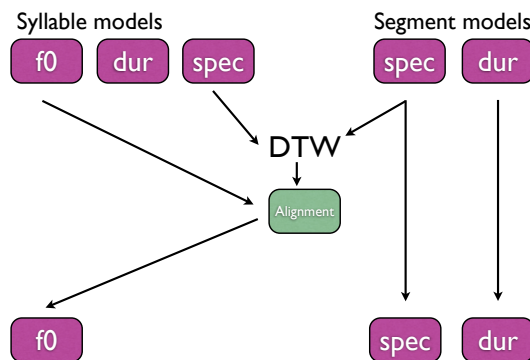 Syllable models
Segment models
f0
dur
spec
spec
dur
DTW
Alignment
f0
spec
dur